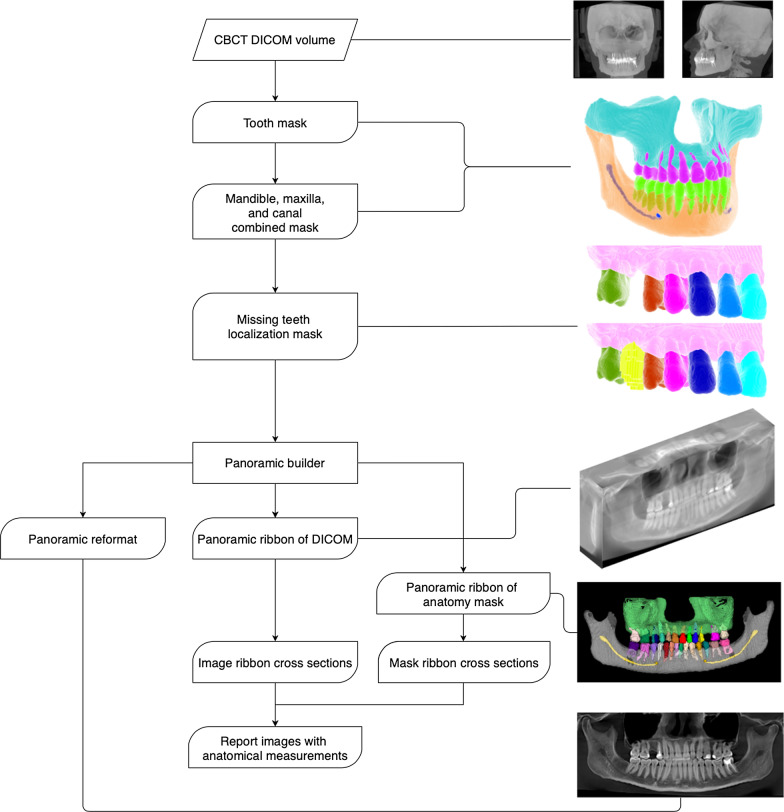 CBCT DICOM volume
Tooth mask
Mandible, maxilla,
and canal
combined mask
Missing teeth
localization mask
Panoramic builder
Panoramic reformat
Panoramic ribbon of DICOM
Panoramic ribbon of
anatomy mask
Image ribbon cross sections
Mask ribbon cross sections
Report images with
anatomical measurements